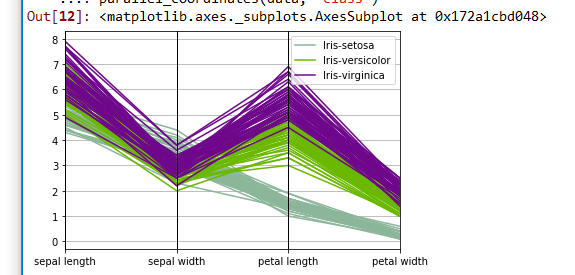 ....: parallel_coordinates(data, "class")
Out[12]: <matplotlib.axes._subplots.AxesSubplot at 0x172a1cbd048>
8
7
6
5
4
3
2
1
0
Iris-setosa
Iris-versicolor
Iris-virginica
sepal length sepal width petal length petal width